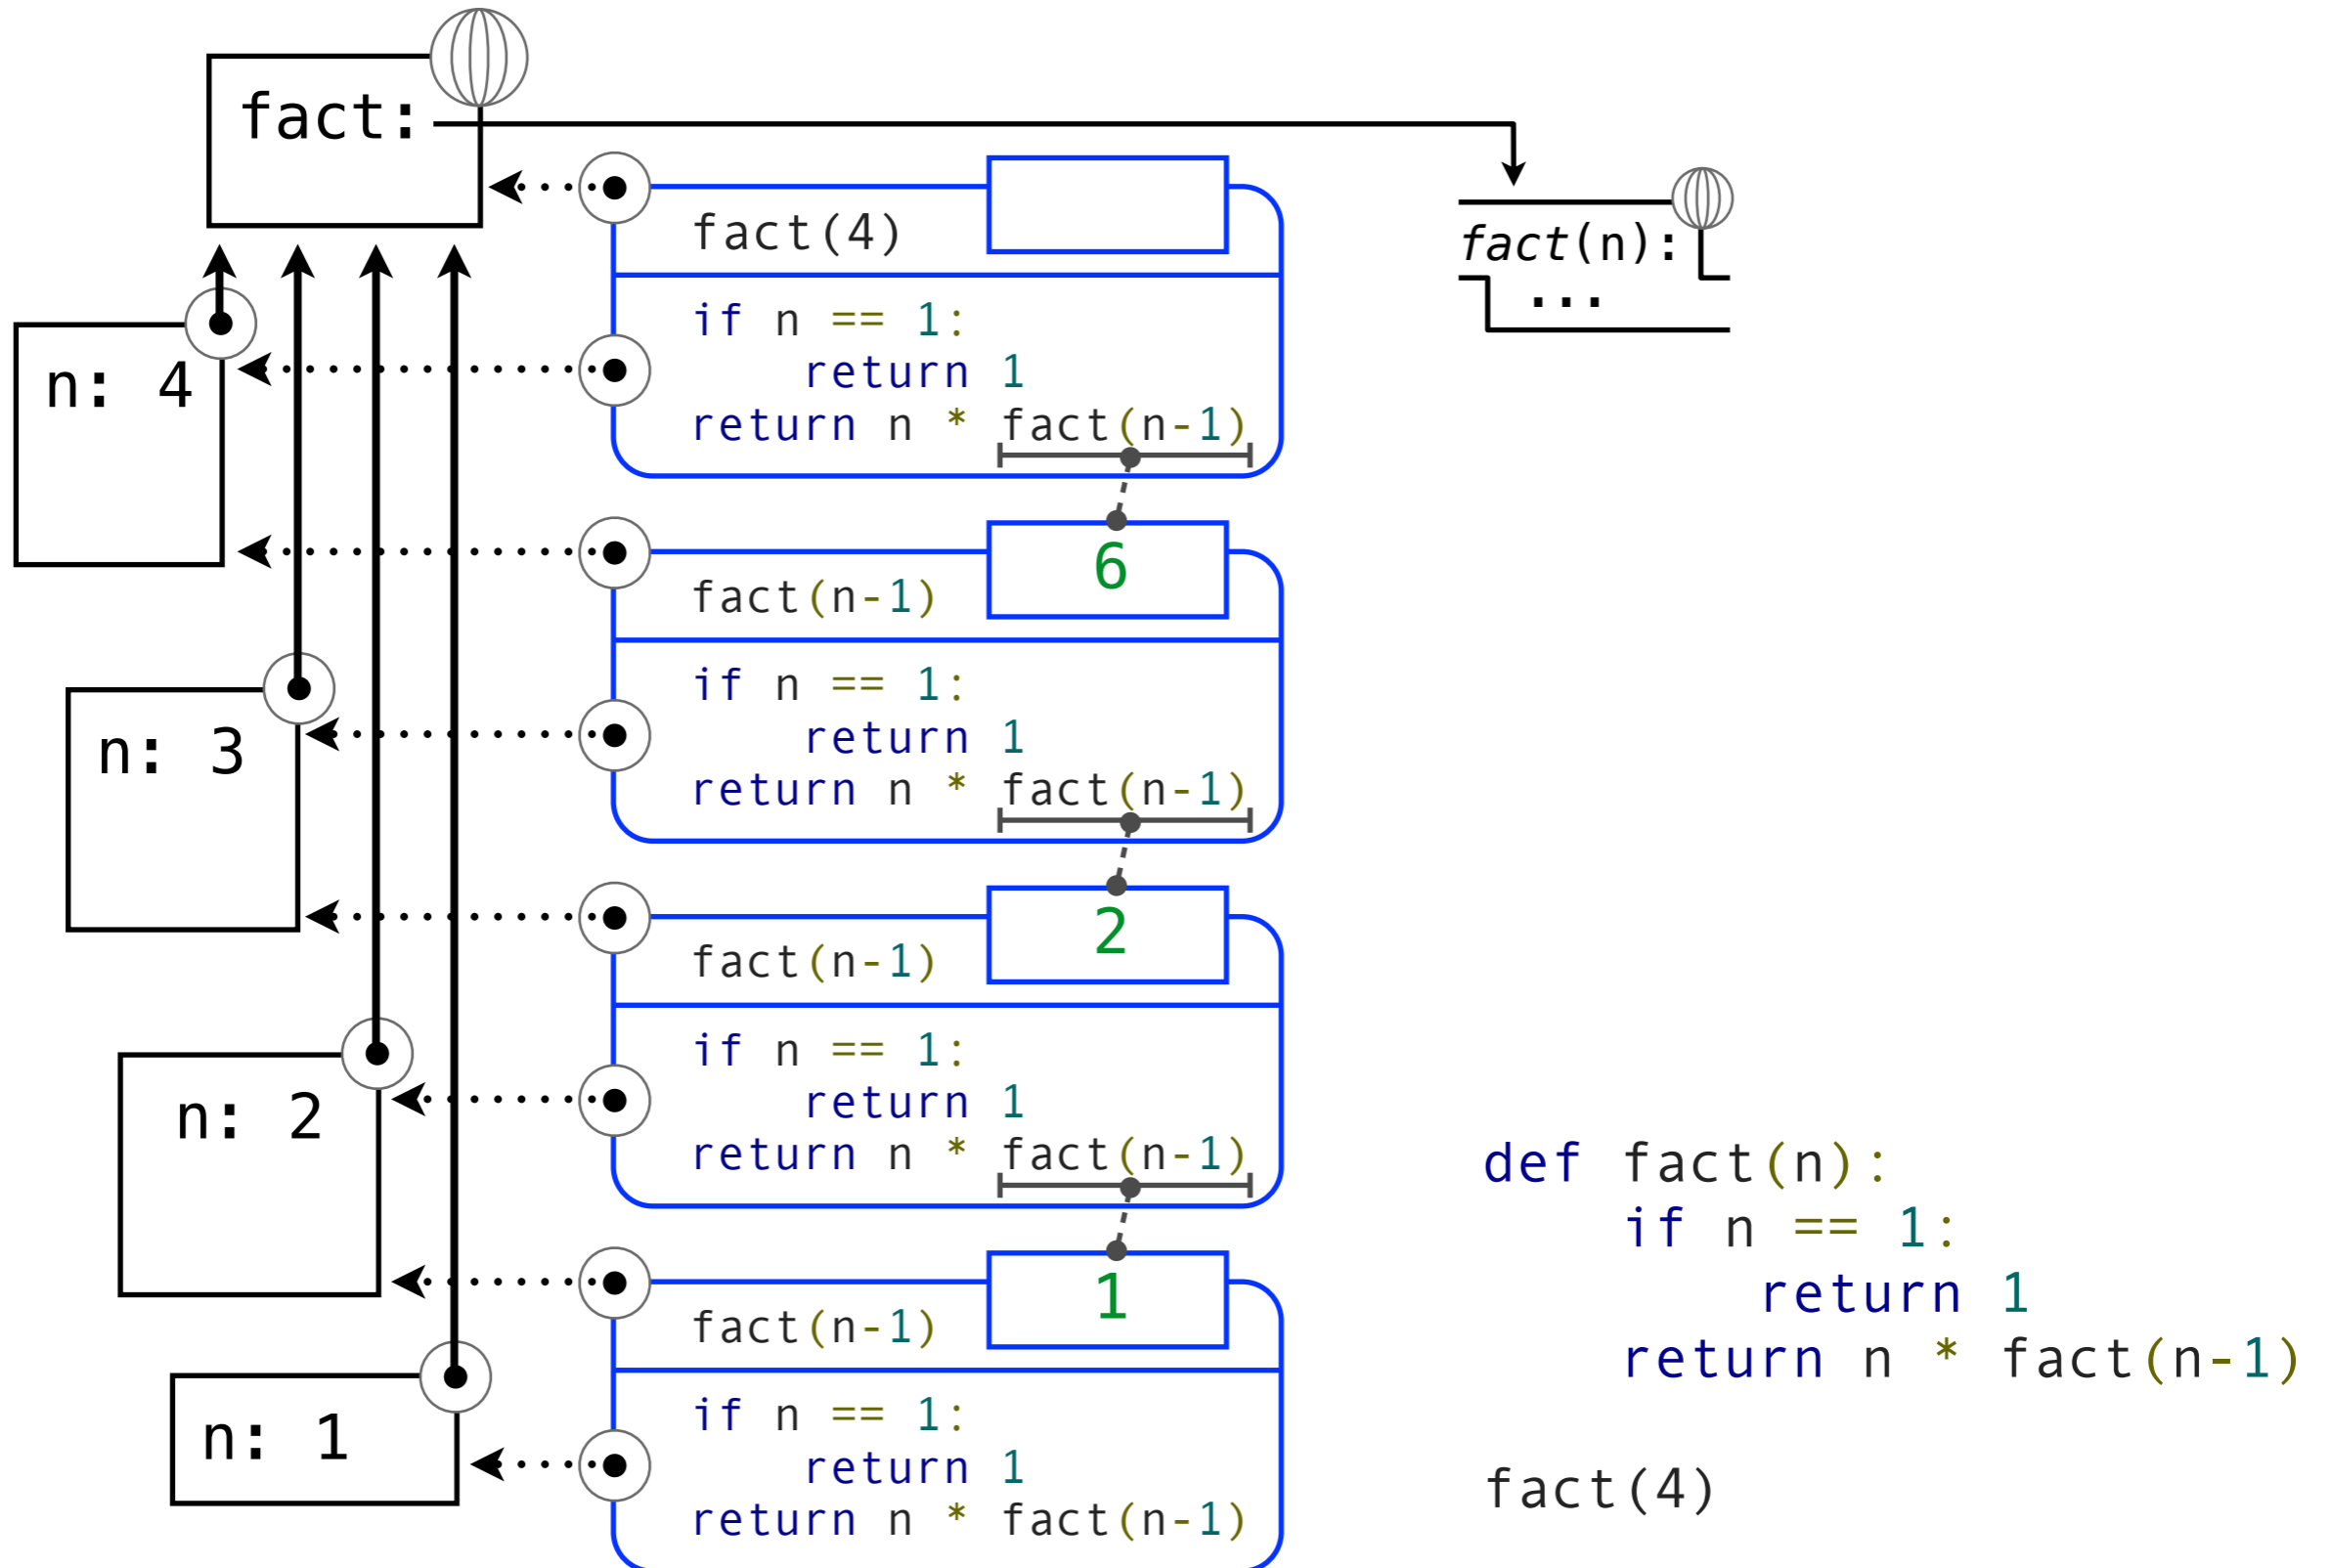 fact:
fact(4)
fact(n):
...
if n == 1:
    return 1
return n * fact(n-1)
n: 4
6
fact(n-1)
if n == 1:
    return 1
return n * fact(n-1)
n: 3
2
fact(n-1)
if n == 1:
    return 1
return n * fact(n-1)
n: 2
1
fact(n-1)
if n == 1:
    return 1
return n * fact(n-1)
n: 1
def fact(n):
    if n == 1:
        return 1
    return n * fact(n-1)
fact(4)